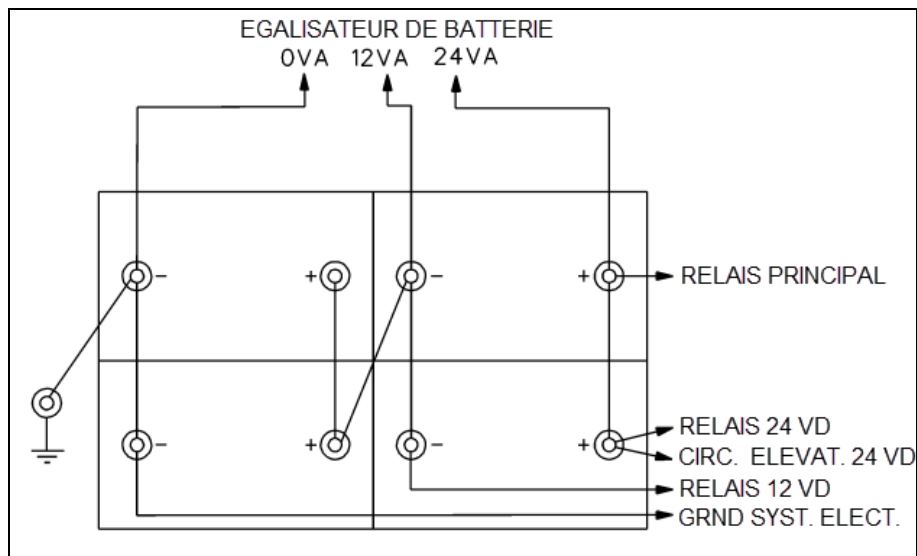 EGALISATEUR DE BATTERIE
0VA 12VA 24VA
- + - + RELAIS PRINCIPAL
- + - + RELAIS 24 VD
CIRC. ELEVAT. 24 VD
RELAIS 12 VD
GRND SYST. ELECT.